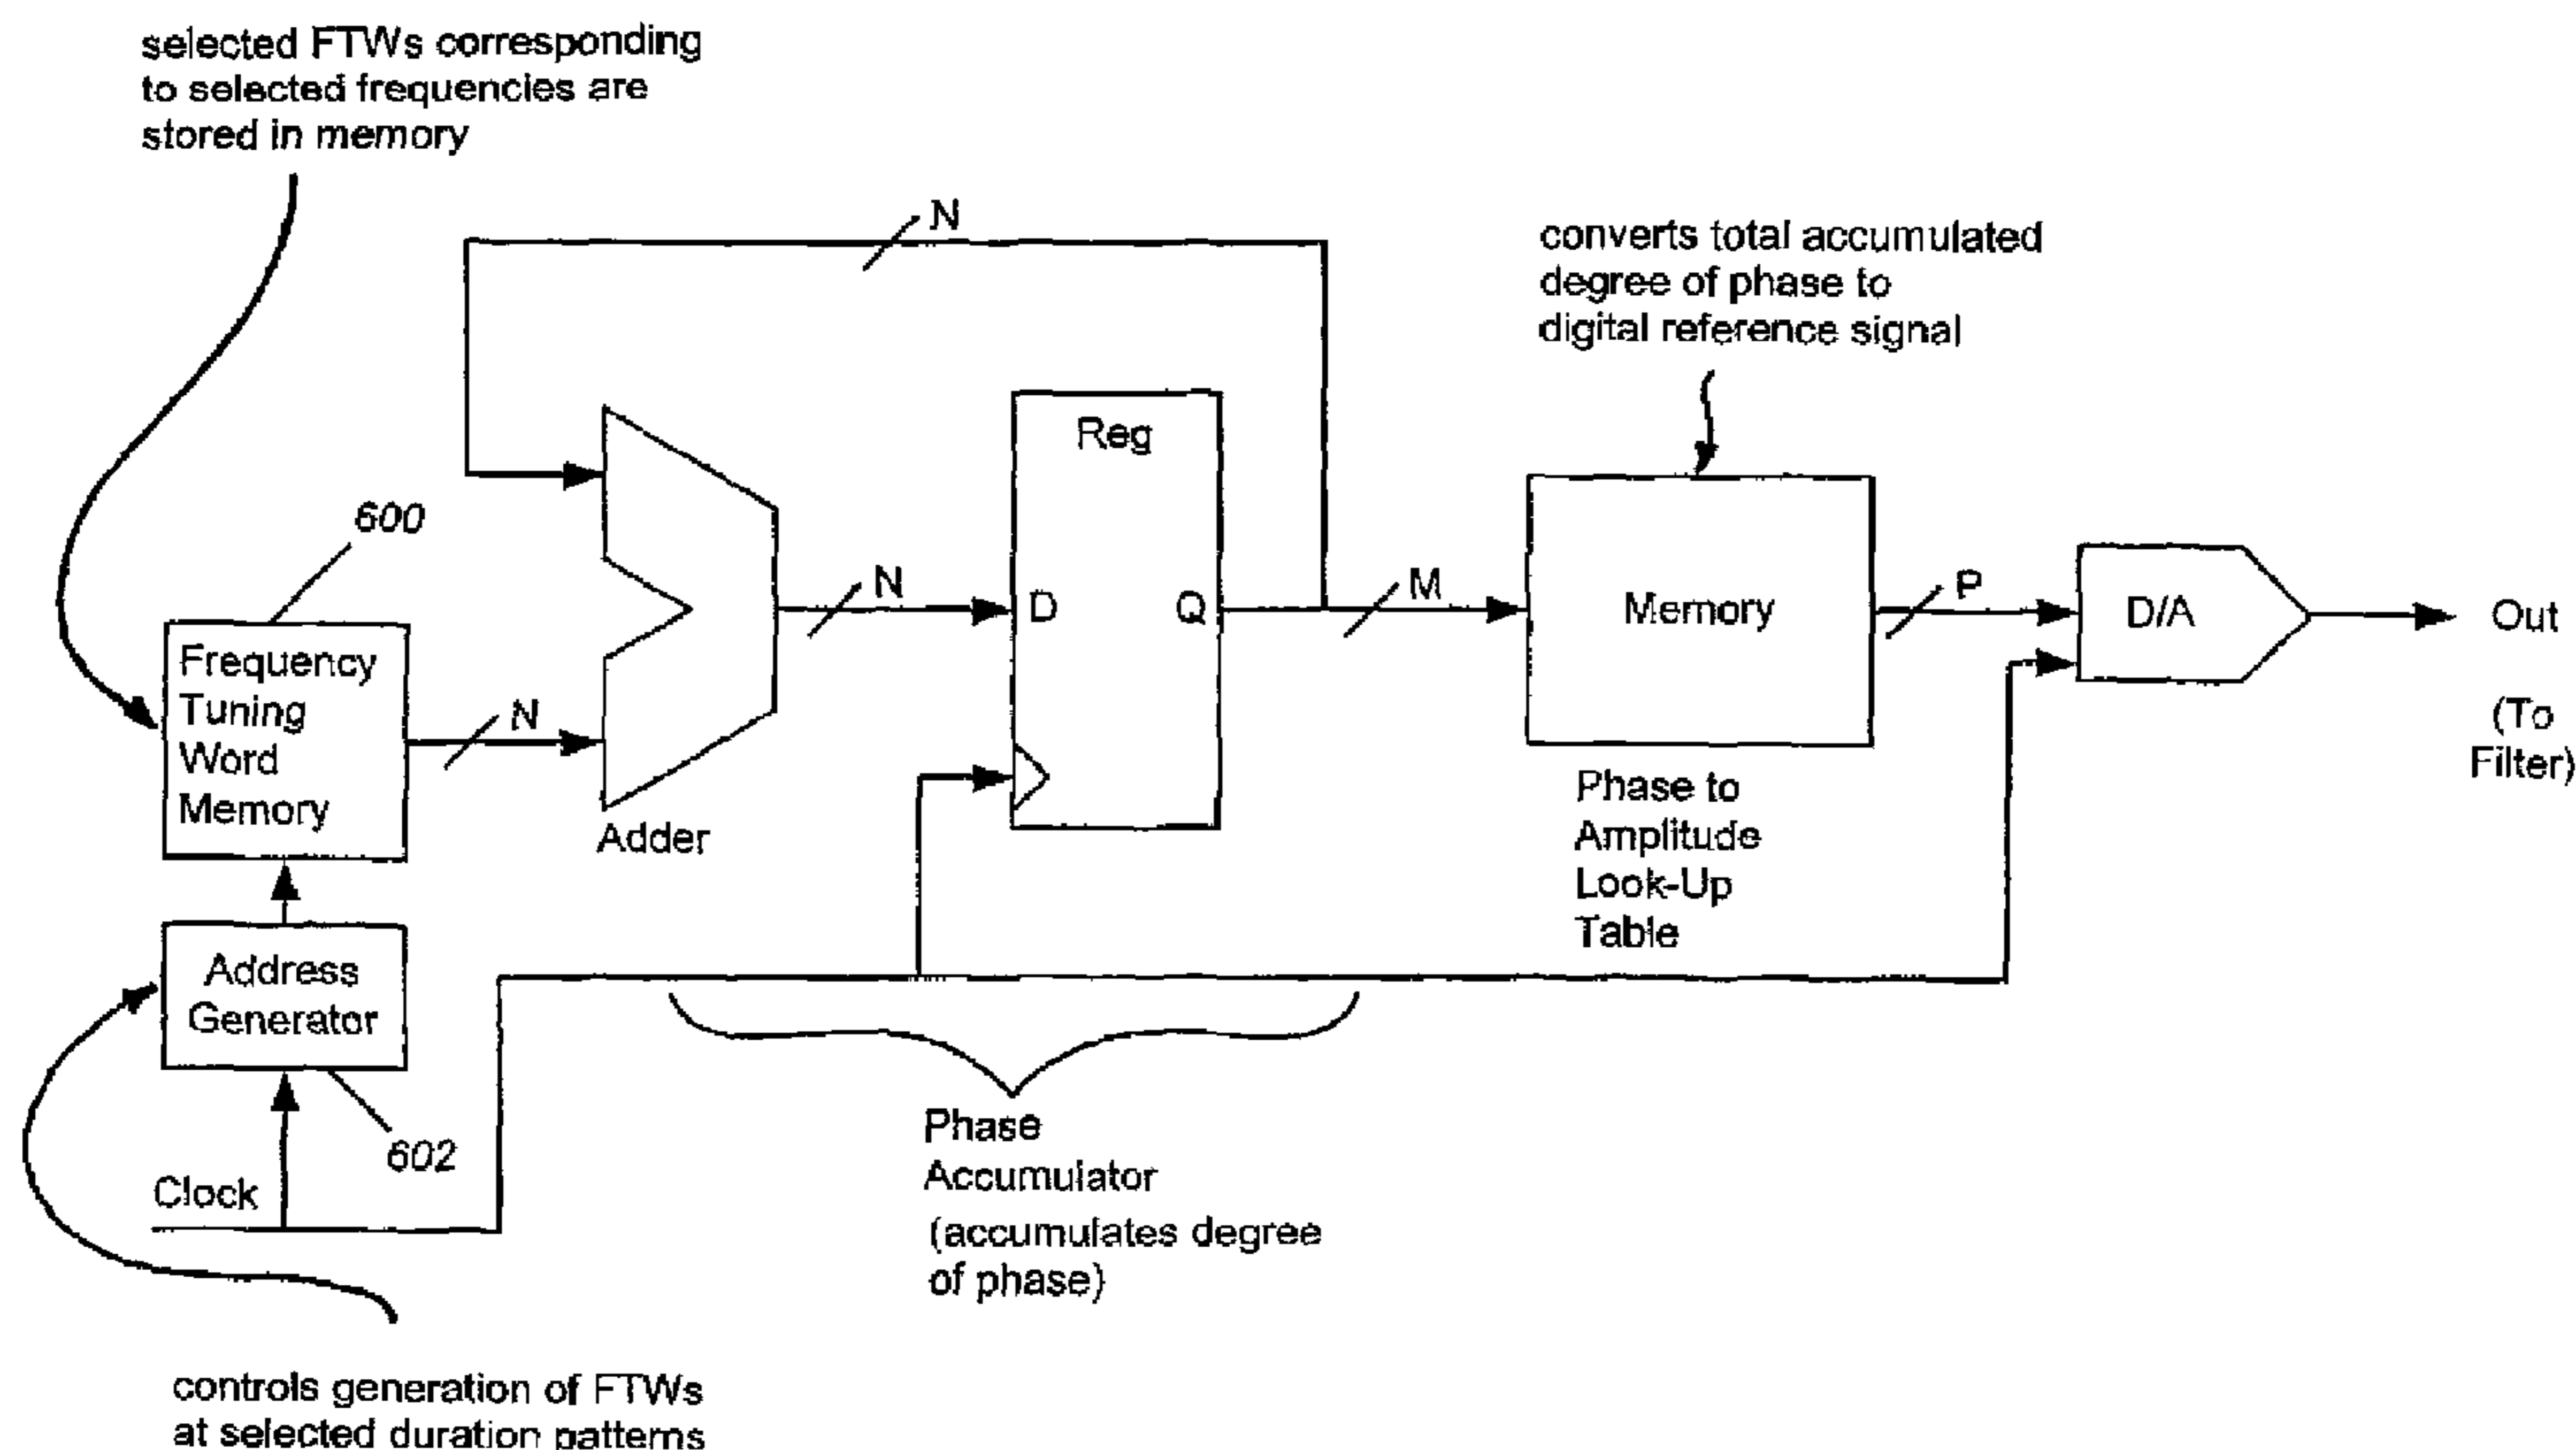 selected FTWs corresponding
to selected frequencies are
stored in memory
N
converts total accumulated
degree of phase to
digital reference signal
600
Reg
Frequency
Tuning
Word
Memory
N
Adder
N
D
Q
M
Memory
Phase to
Amplitude
Look-Up
Table
P
D/A
Out
(To
Filter)
Address
Generator
602
Clock
Phase
Accumulator
(accumulates degree
of phase)
controls generation of FTWs
at selected duration patterns